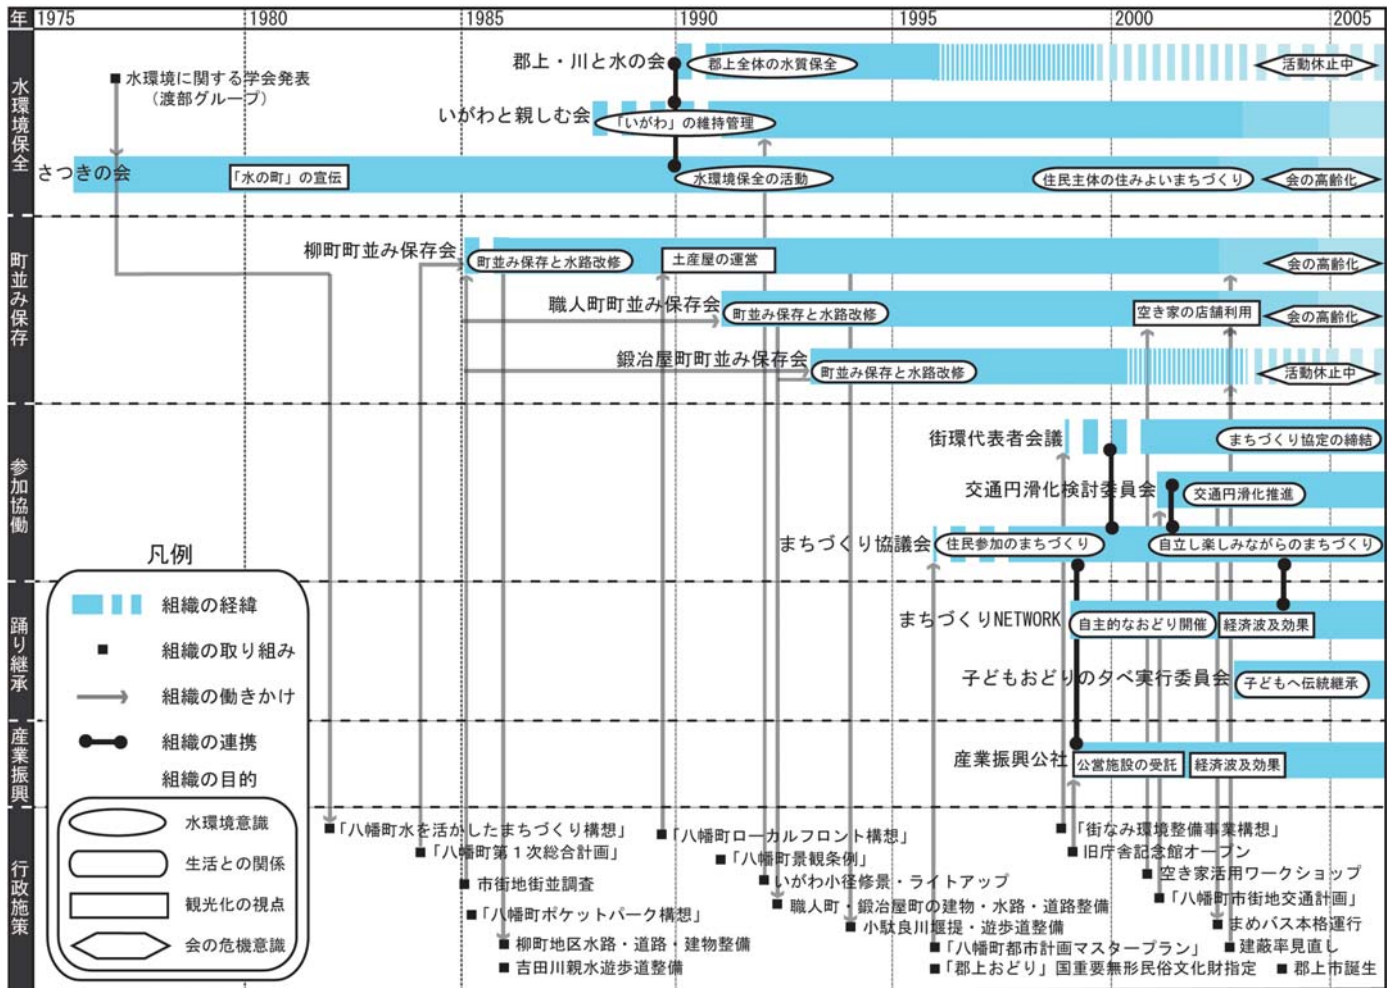 年 1975 1980 1985 1990 1995 2000 2005
水環境保全
水環境に関する学会発表
（渡部グループ）
郡上・川と水の会
郡上全体の水質保全
活動休止中
いがわと親しむ会
「いがわ」の維持管理
さつきの会
「水の町」の宣伝
水環境保全の活動
住民主体の住みよいまちづくり
会の高齢化
町並み保存
柳町町並み保存会
町並み保存と水路改修
土産屋の運営
会の高齢化
職人町町並み保存会
町並み保存と水路改修
空き家の店舗利用
会の高齢化
鍛冶屋町町並み保存会
町並み保存と水路改修
活動休止中
参加協働
街環代表者会議
まちづくり協定の締結
交通円滑化検討委員会
交通円滑化推進
まちづくり協議会
住民参加のまちづくり
自立し楽しみながらのまちづくり
踊り継承
まちづくりNETWORK
自主的なおどり開催
経済波及効果
子どもおどりの夕べ実行委員会
子どもへ伝統継承
産業振興
産業振興公社
公営施設の受託
経済波及効果
行政施策
「八幡町水を活かしたまちづくり構想」
「八幡町第１次総合計画」
市街地街並調査
「八幡町ポケットパーク構想」
柳町地区水路・道路・建物整備
吉田川親水遊歩道整備
「八幡町ローカルフロント構想」
「八幡町景観条例」
いがわ小径修景・ライトアップ
職人町・鍛冶屋町の建物・水路・道路整備
小駄良川堰提・遊歩道整備
「八幡町都市計画マスタープラン」
「郡上おどり」国重要無形民俗文化財指定
「街なみ環境整備事業構想」
旧庁舎記念館オープン
空き家活用ワークショップ
「八幡町市街地交通計画」
まめバス本格運行
建蔽率見直し
郡上市誕生
凡例
組織の経緯
組織の取り組み
組織の働きかけ
組織の連携
組織の目的
水環境意識
生活との関係
観光化の視点
会の危機意識